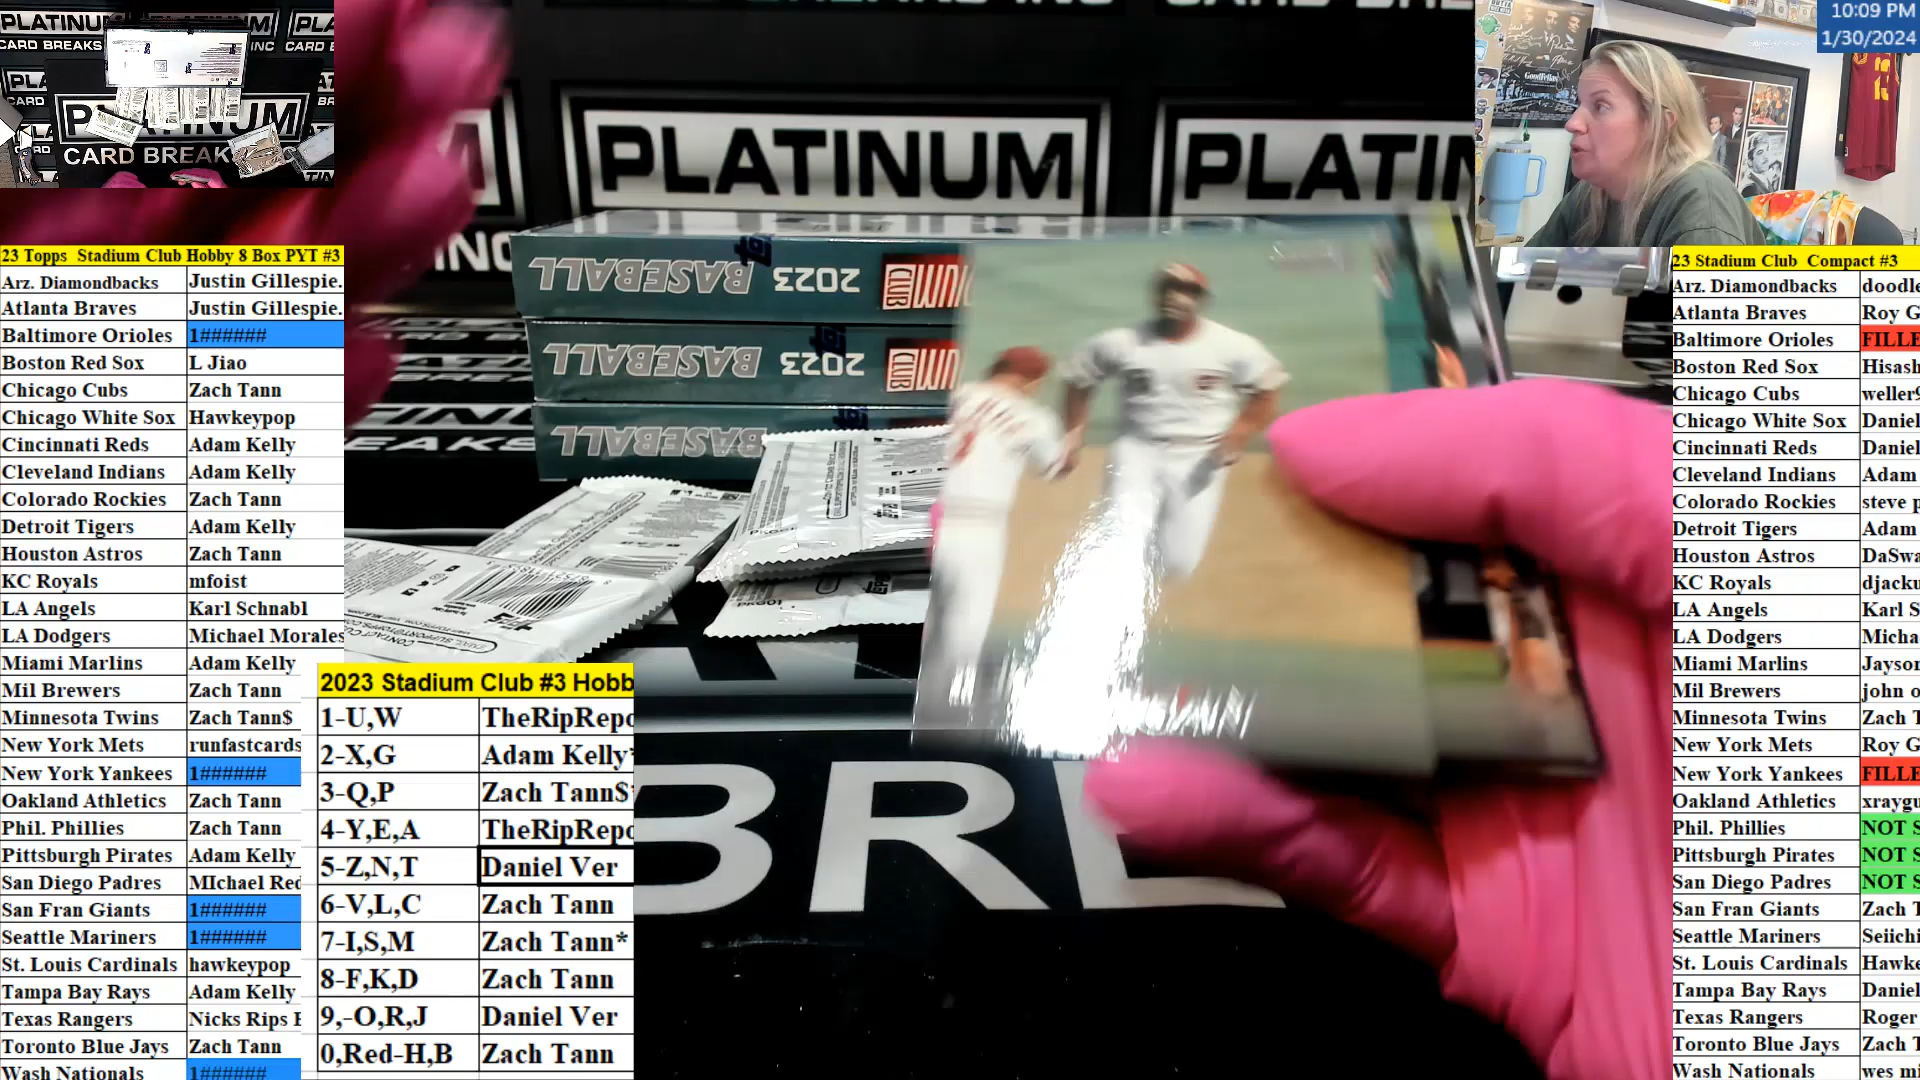 PLATINUM
CARD BREAKS INC
PLATINUM
CARD BREAKS
10:09 PM
1/30/2024
PLATINUM
BASEBALL 2023
BASEBALL 2023
BASEBALL 2023
23 Topps Stadium Club Hobby 8 Box PYT #3
Arz. Diamondbacks Justin Gillespie.
Atlanta Braves Justin Gillespie.
Baltimore Orioles 1######
Boston Red Sox L Jiao
Chicago Cubs Zach Tann
Chicago White Sox Hawkeypop
Cincinnati Reds Adam Kelly
Cleveland Indians Adam Kelly
Colorado Rockies Zach Tann
Detroit Tigers Adam Kelly
Houston Astros Zach Tann
KC Royals mfoist
LA Angels Karl Schnabl
LA Dodgers Michael Morales
Miami Marlins Adam Kelly
Mil Brewers Zach Tann
Minnesota Twins Zach Tann$
New York Mets runfastcards
New York Yankees 1######
Oakland Athletics Zach Tann
Phil. Phillies Zach Tann
Pittsburgh Pirates Adam Kelly
San Diego Padres MIchael Red
San Fran Giants 1######
Seattle Mariners 1######
St. Louis Cardinals hawkeypop
Tampa Bay Rays Adam Kelly
Texas Rangers Nicks Rips
Toronto Blue Jays Zach Tann
Wash Nationals 1######
2023 Stadium Club #3 Hobb
1-U,W TheRipRepo
2-X,G Adam Kelly*
3-Q,P Zach Tann$*
4-Y,E,A TheRipRepo
5-Z,N,T Daniel Ver
6-V,L,C Zach Tann
7-I,S,M Zach Tann*
8-F,K,D Zach Tann
9,-O,R,J Daniel Ver
0,Red-H,B Zach Tann
23 Stadium Club Compact #3
Arz. Diamondbacks doodle
Atlanta Braves Roy G
Baltimore Orioles FILLE
Boston Red Sox Hisash
Chicago Cubs weller9
Chicago White Sox Daniel
Cincinnati Reds Daniel
Cleveland Indians Adam
Colorado Rockies steve p
Detroit Tigers Adam
Houston Astros DaSwa
KC Royals djacku
LA Angels Karl S
LA Dodgers Micha
Miami Marlins Jayson
Mil Brewers john o
Minnesota Twins Zach T
New York Mets Roy G
New York Yankees FILLE
Oakland Athletics xraygu
Phil. Phillies NOT S
Pittsburgh Pirates NOT S
San Diego Padres NOT S
San Fran Giants Zach T
Seattle Mariners Seiichi
St. Louis Cardinals Hawke
Tampa Bay Rays Daniel
Texas Rangers Roger
Toronto Blue Jays Zach T
Wash Nationals wes mi